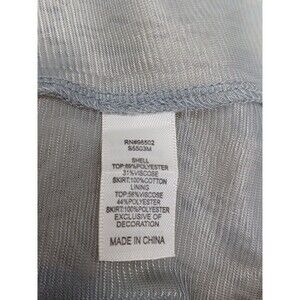 RN#98502
S5503M
SHELL
TOP:69%POLYESTER
31%VISCOSE
SKIRT:100%COTTON
LINING
TOP:56%VISCOSE
44%POLYESTER
SKIRT:100%POLYESTER
EXCLUSIVE OF
DECORATION
MADE IN CHINA